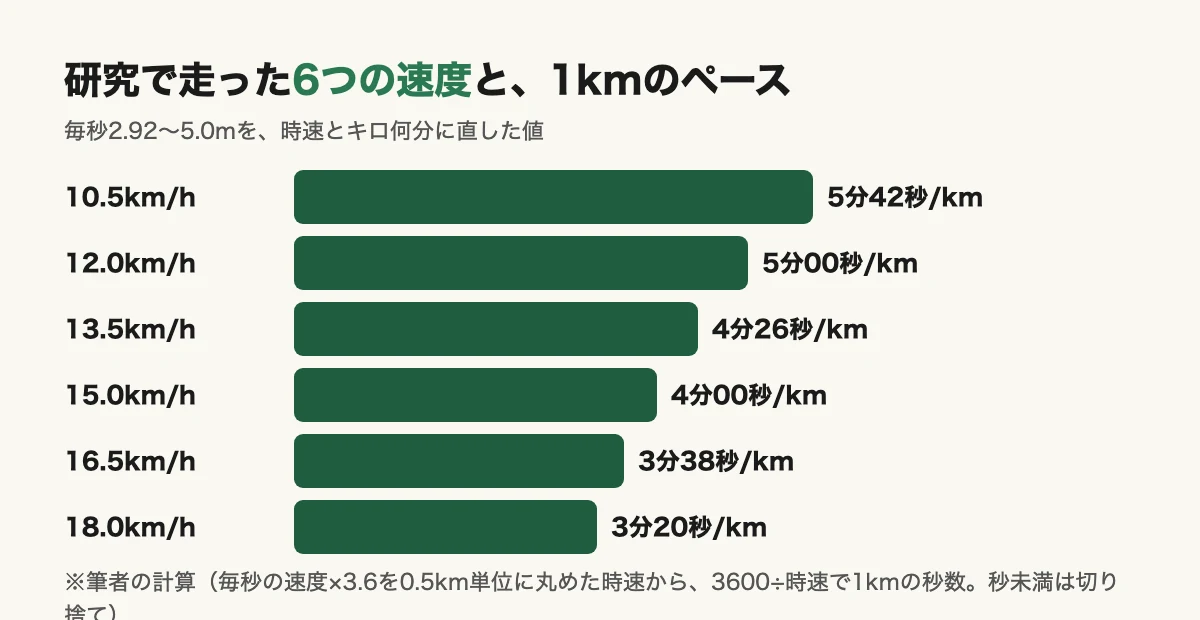 研究で走った6つの速度と、1kmのペース
毎秒2.92〜5.0mを、時速とキロ何分に直した値
10.5km/h 5分42秒/km
12.0km/h 5分00秒/km
13.5km/h 4分26秒/km
15.0km/h 4分00秒/km
16.5km/h 3分38秒/km
18.0km/h 3分20秒/km
※筆者の計算（毎秒の速度×3.6を0.5km単位に丸めた時速から、3600÷時速で1kmの秒数。秒未満は切り
捨て）